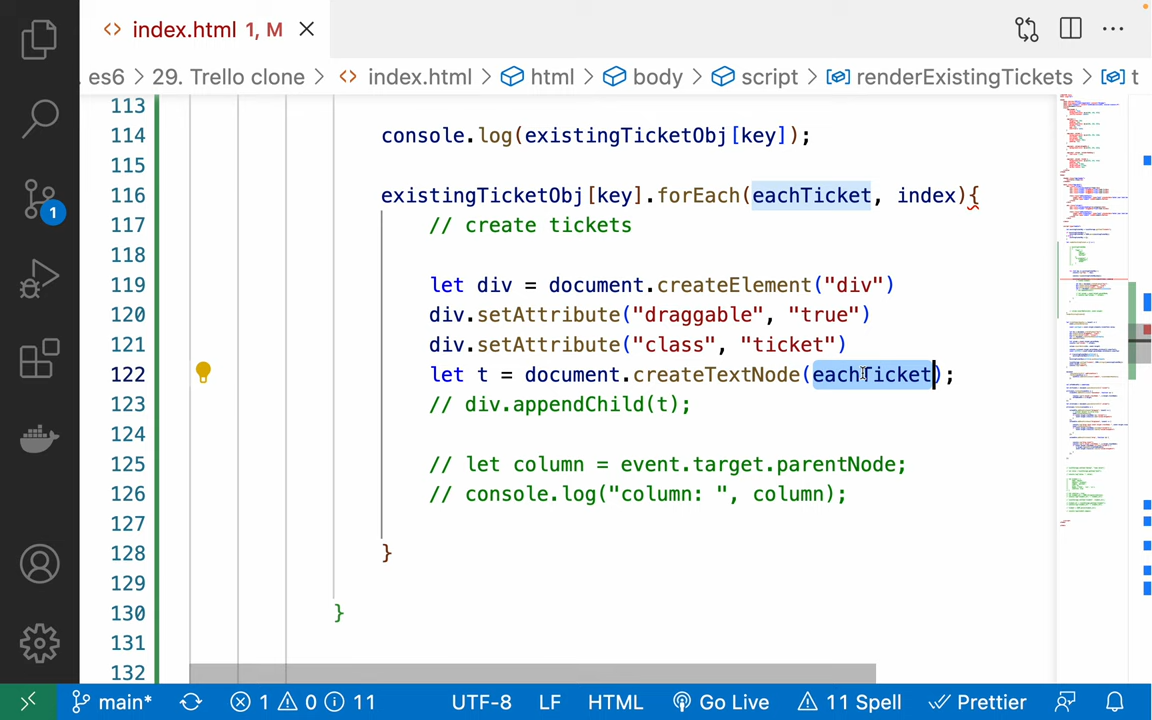 index.html 1, M
. es6 > 29. Trello clone > index.html > html > body > script > renderExistingTickets > t
113
114 console.log(existingTicketObj[key]);
115
116 existingTicketObj[key].forEach(eachTicket, index){
117 // create tickets
118
119 let div = document.createElement("div")
120 div.setAttribute("draggable", "true")
121 div.setAttribute("class", "ticket")
122 let t = document.createTextNode(eachTicket);
123 // div.appendChild(t);
124
125 // let column = event.target.parentNode;
126 // console.log("column: ", column);
127
128 }
129
130 }
131
132
1
main* 1 0 11 UTF-8 LF HTML Go Live 11 Spell Prettier